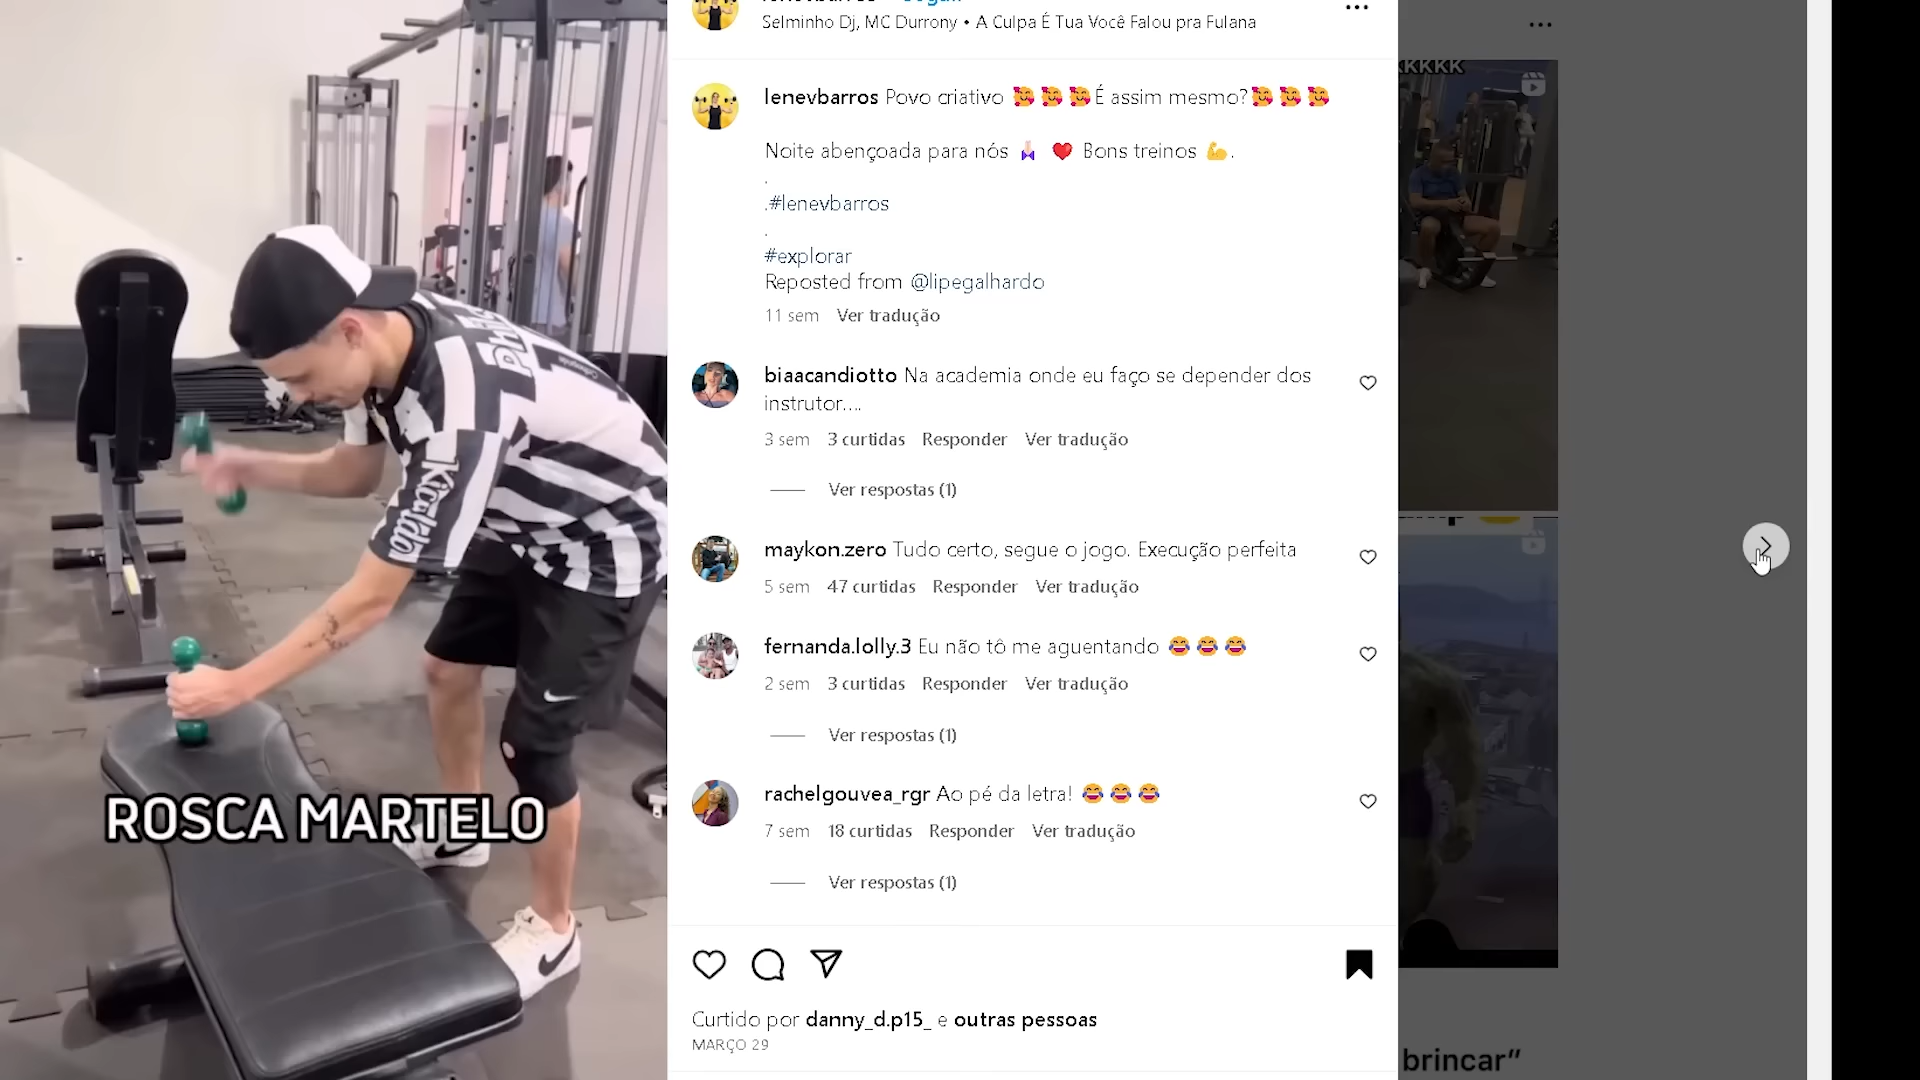 Selminho Dj, MC Durrony • A Culpa É Tua Você Falou pra Fulana
lenevbarros Povo criativo 🥰🥰🥰É assim mesmo?🥰🥰🥰
Noite abençoada para nós 🙏🏻 ❤️ Bons treinos 💪.
.
.#lenevbarros
.
#explorar
Reposted from @lipegalhardo
11 sem Ver tradução
biaacandiotto Na academia onde eu faço se depender dos
instrutor....
3 sem 3 curtidas Responder Ver tradução
Ver respostas (1)
maykon.zero Tudo certo, segue o jogo. Execução perfeita
5 sem 47 curtidas Responder Ver tradução
fernanda.lolly.3 Eu não tô me aguentando 😂😂😂
2 sem 3 curtidas Responder Ver tradução
Ver respostas (1)
rachelgouvea_rgr Ao pé da letra! 😂😂😂
7 sem 18 curtidas Responder Ver tradução
Ver respostas (1)
Curtido por danny_d.p15_ e outras pessoas
MARÇO 29
ROSCA MARTELO
Kicaldo
KKKK
brincar”